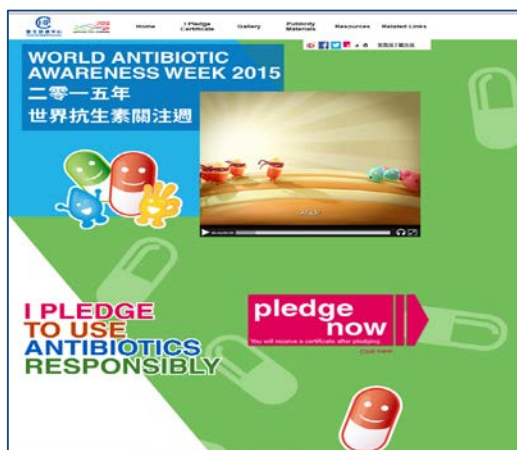 Home
I Pledge
Certificate
Gallery
Publicity
Materials
Resources
Related Links
WORLD ANTIBIOTIC
AWARENESS WEEK 2015
二零一五年
世界抗生素關注週
I PLEDGE
TO USE
ANTIBIOTICS
RESPONSIBLY
pledge
now
You will receive a certificate after pledging.
Click here